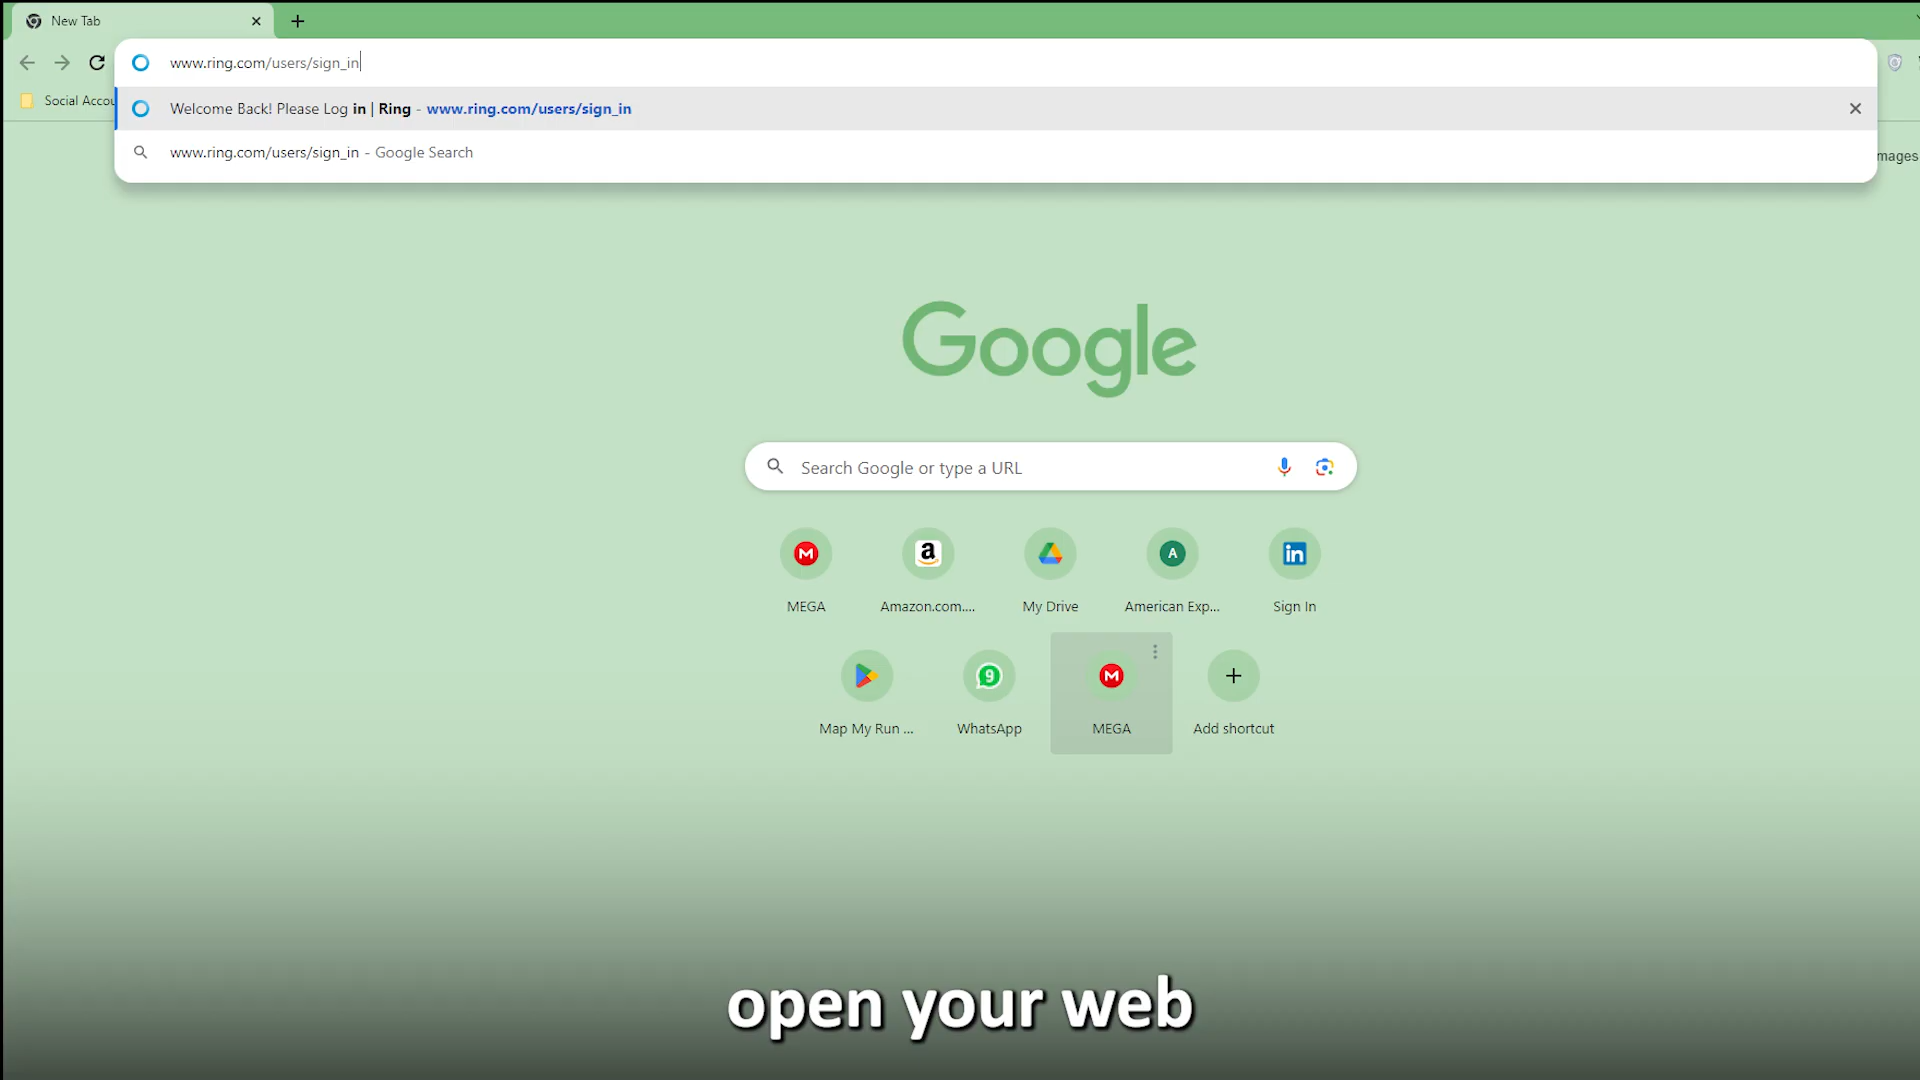 New Tab
www.ring.com/users/sign_in
Social Accou
Welcome Back! Please Log in | Ring - www.ring.com/users/sign_in
www.ring.com/users/sign_in - Google Search
mages
Google
Search Google or type a URL
MEGA
Amazon.com....
My Drive
A
American Exp...
in
Sign In
Map My Run ...
9
WhatsApp
MEGA
Add shortcut
open your web